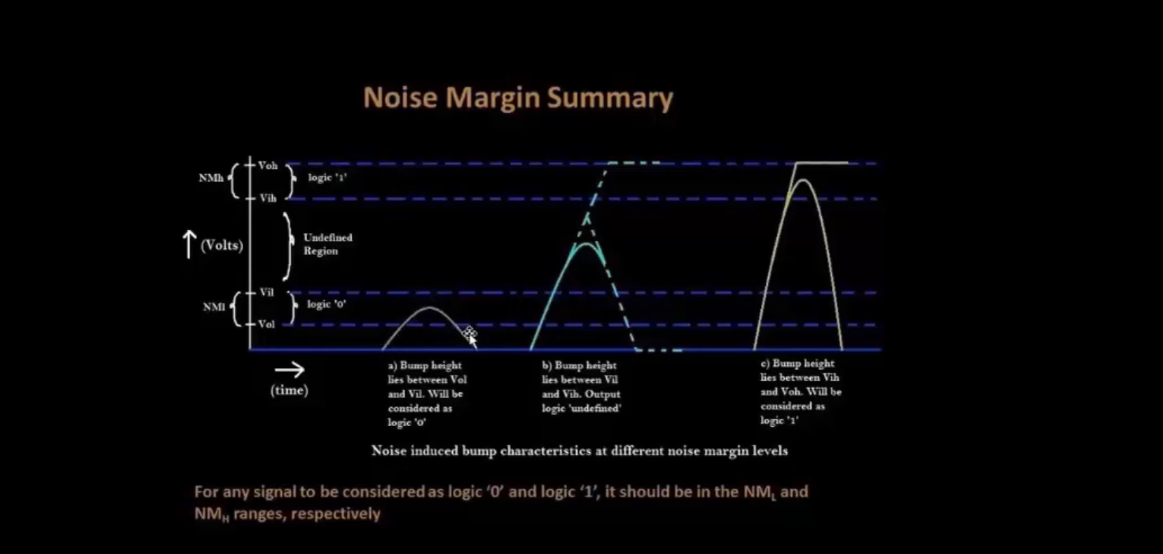 Noise Margin Summary
Voh
NMh
logic '1'
Vih
Undefined
Region
(Volts)
Vil
NMl
logic '0'
Vol
(time)
a) Bump height
lies between Vol
and Vil. Will be
considered as
logic '0'
b) Bump height
lies between Vil
and Vih. Output
logic 'undefined'
c) Bump height
lies between Vih
and Voh. Will be
considered as
logic '1'
Noise induced bump characteristics at different noise margin levels
For any signal to be considered as logic ‘0’ and logic ‘1’, it should be in the NML and
NMH ranges, respectively